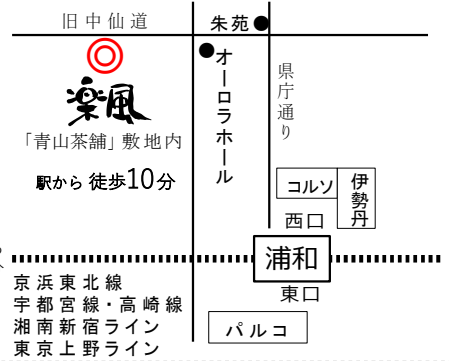 旧中仙道
朱苑
オーロラホール
県庁通り
楽風
「青山茶舗」敷地内
駅から 徒歩10分
コルソ
伊勢丹
西口
浦和
東口
パルコ
京浜東北線
宇都宮線・高崎線
湘南新宿ライン
東京上野ライン